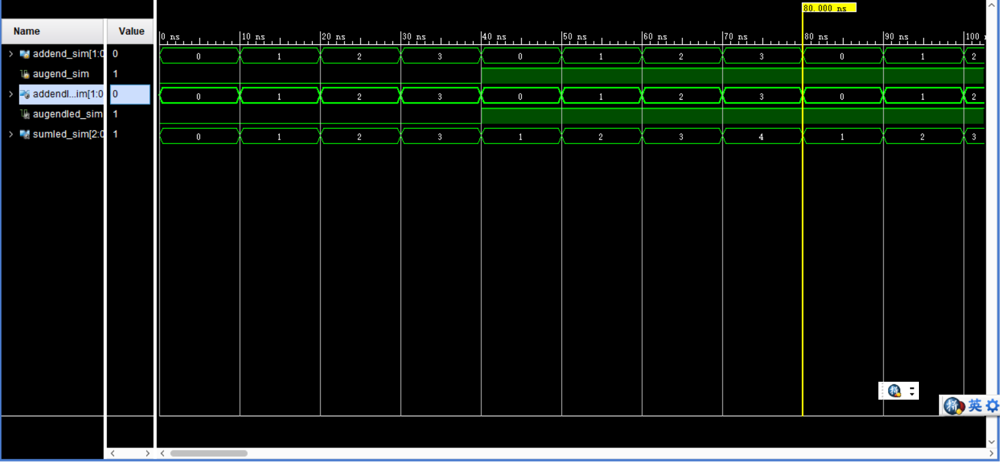 80.000 ns
Name Value
0 ns 10 ns 20 ns 30 ns 40 ns 50 ns 60 ns 70 ns 80 ns 90 ns 100
addend_sim[1:0 0 0 1 2 3 0 1 2 3 0 1 2
augend_sim 1
addendl...im[1:0 0 0 1 2 3 0 1 2 3 0 1 2
augendled_sim 1
sumled_sim[2:0 1 0 1 2 3 1 2 3 4 1 2 3
英